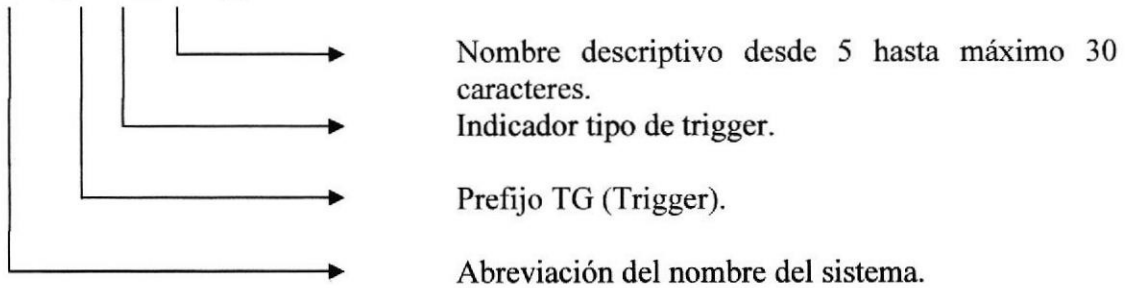 Nombre descriptivo desde 5 hasta máximo 30
caracteres.
Indicador tipo de trigger.
Prefijo TG (Trigger).
Abreviación del nombre del sistema.